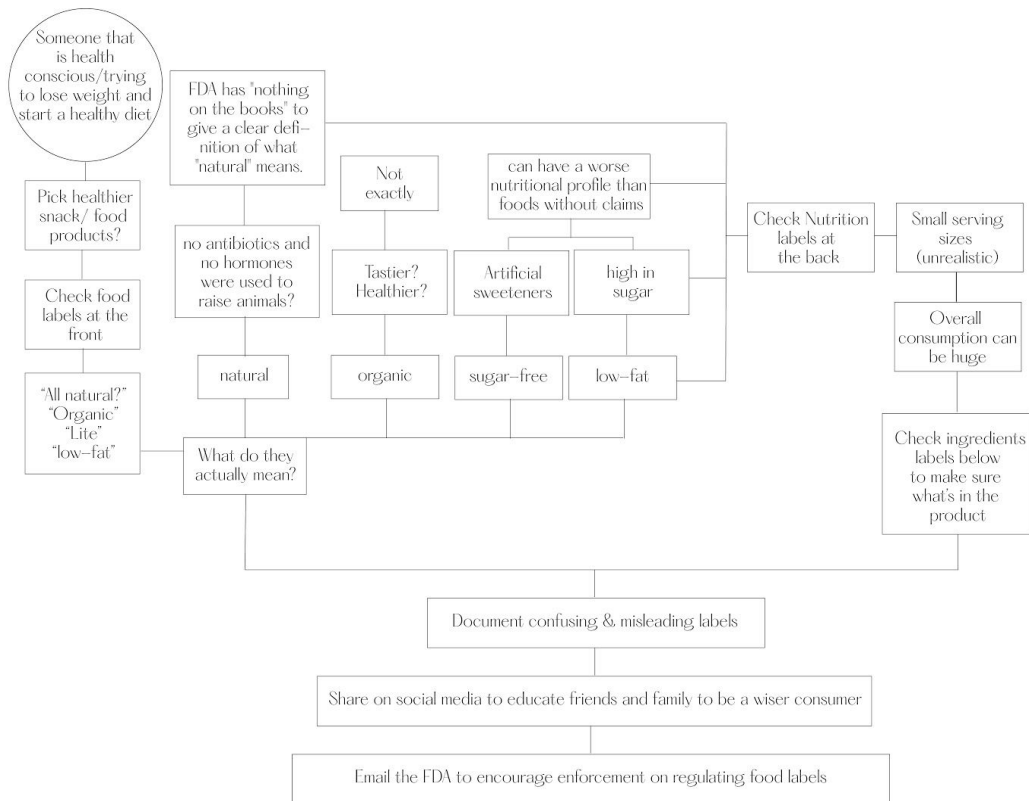 Someone that
is health
conscious/trying
to lose weight and
start a healthy diet
Pick healthier
snack/ food
products?
Check food
labels at the
front
“All natural?”
“Organic”
“Lite”
“low-fat”
What do they
actually mean?
FDA has "nothing
on the books" to
give a clear defi-
nition of what
"natural" means.
no antibiotics and
no hormones
were used to
raise animals?
natural
Not
exactly
Tastier?
Healthier?
organic
can have a worse
nutritional profile than
foods without claims
Artificial
sweeteners
sugar-free
high in
sugar
low-fat
Check Nutrition
labels at
the back
Small serving
sizes
(unrealistic)
Overall
consumption can
be huge
Check ingredients
labels below
to make sure
what's in the
product
Document confusing & misleading labels
Share on social media to educate friends and family to be a wiser consumer
Email the FDA to encourage enforcement on regulating food labels